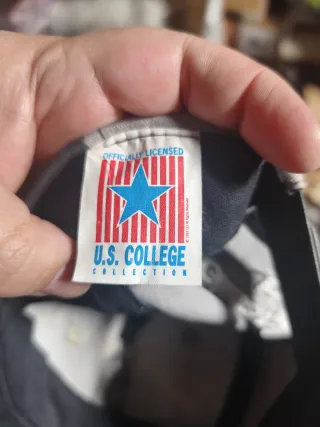 OFFICIALLY LICENSED
U.S. COLLEGE
COLLECTION